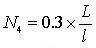 N₄ = 0.3 × L/l